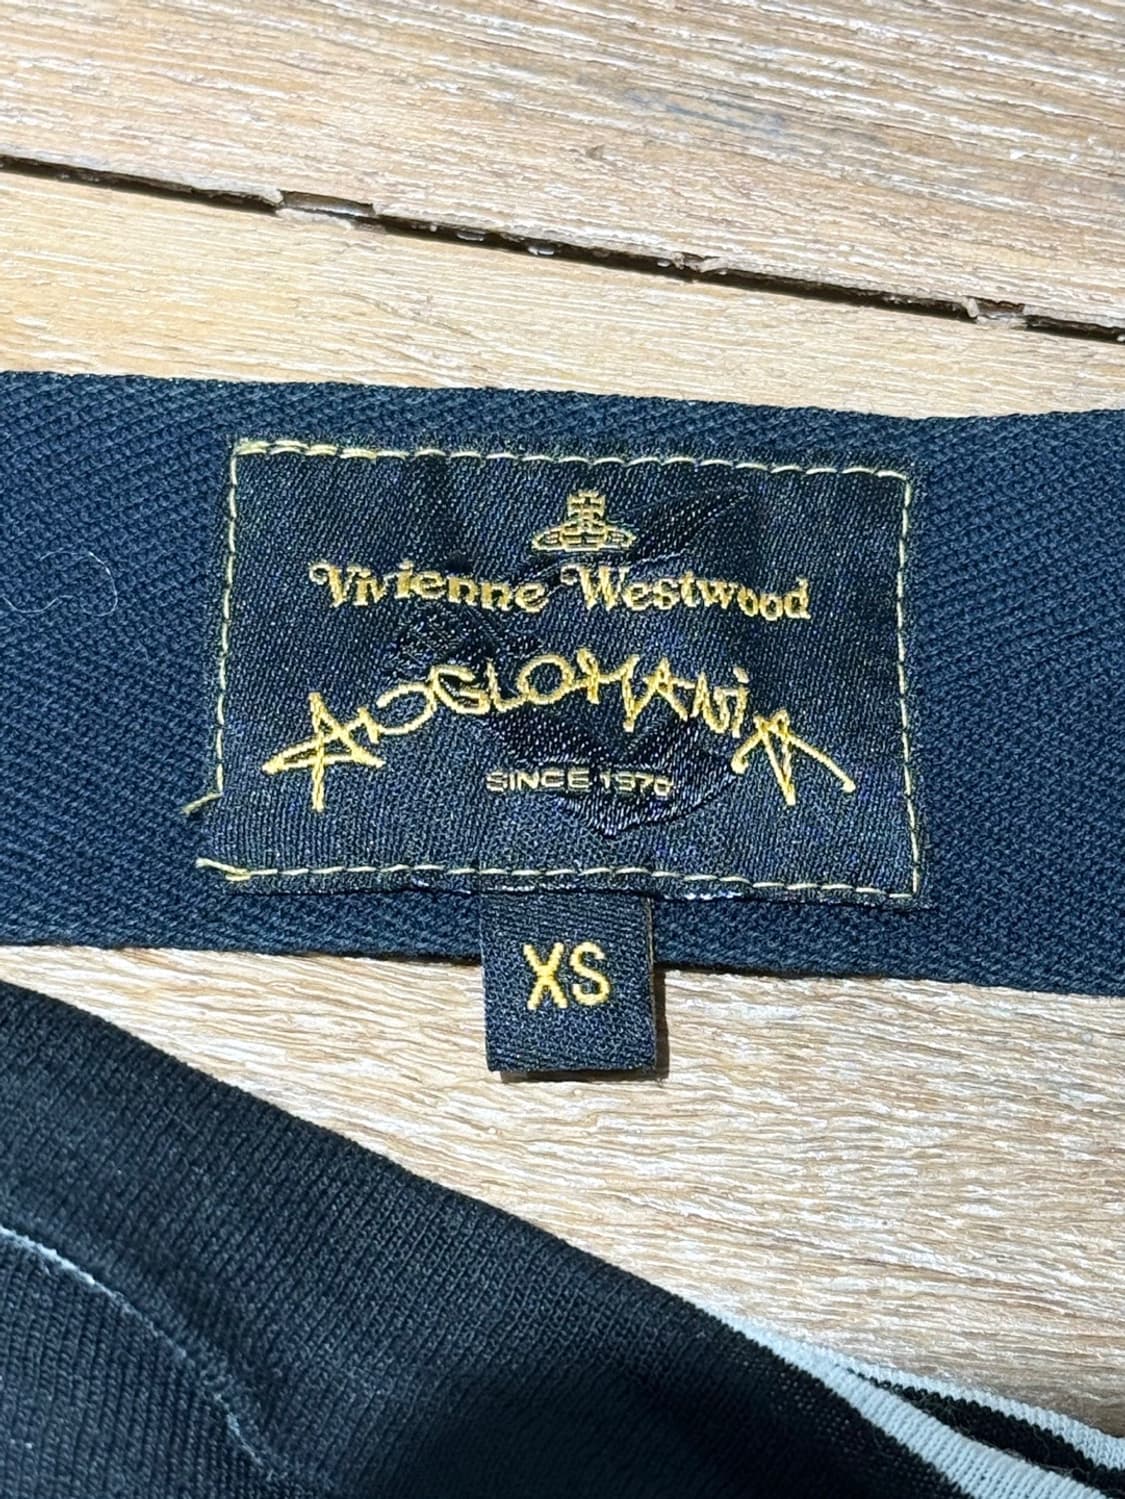 Vivienne Westwood
ANGLOMANiA
SINCE 1970
XS